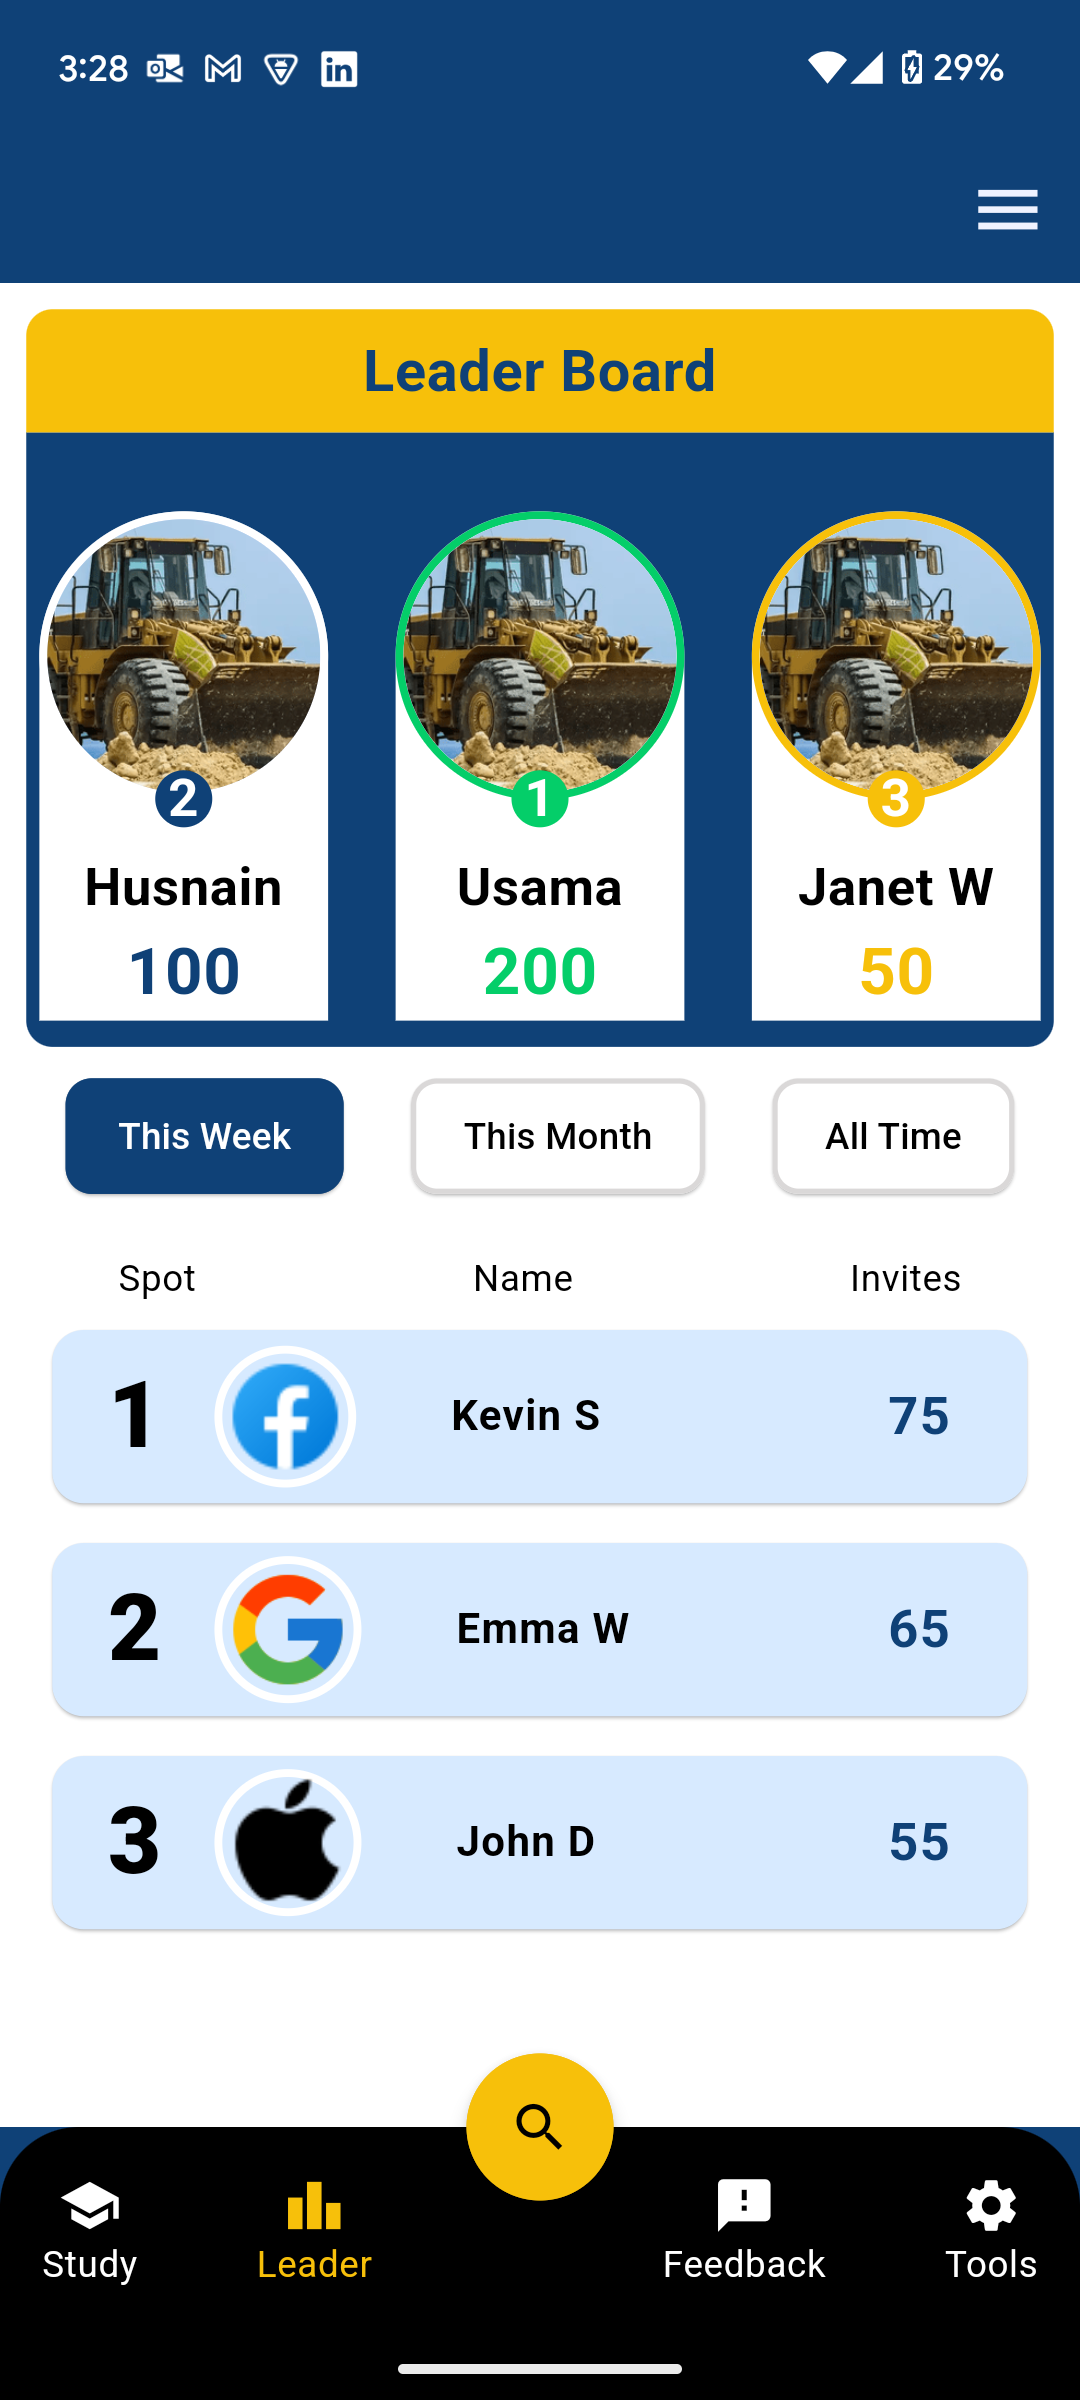 3:28 29%
Leader Board
2 1 3
Husnain Usama Janet W
100 200 50
This Week This Month All Time
Spot Name Invites
1 Kevin S 75
2 Emma W 65
3 John D 55
Study Leader Feedback Tools